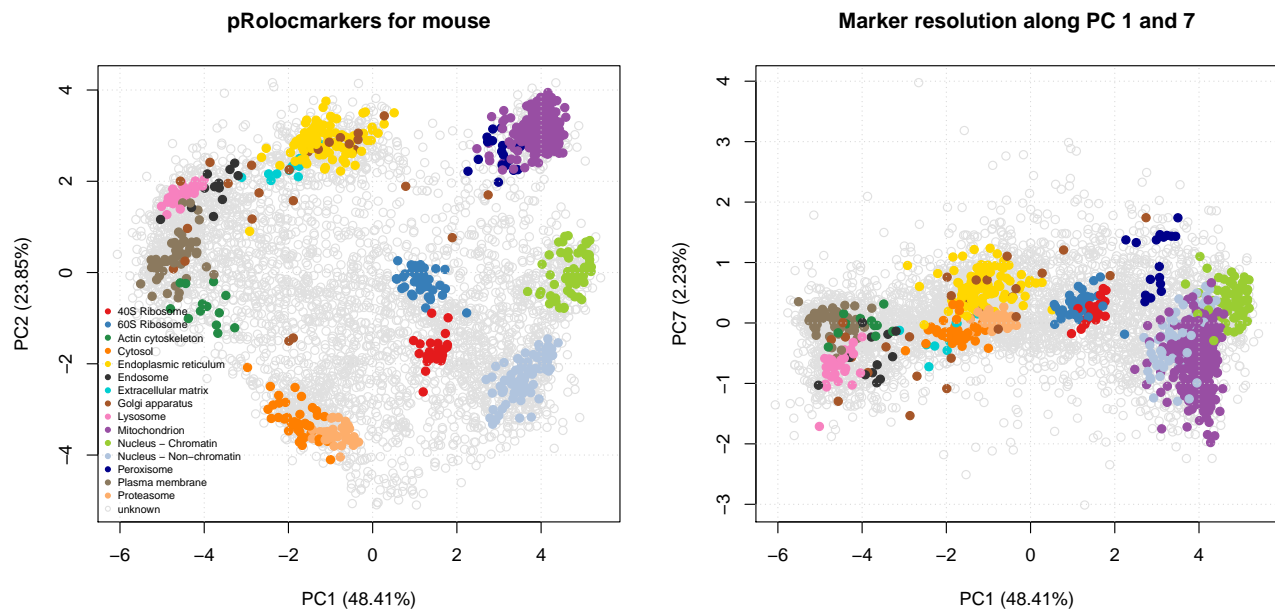 pRolocmarkers for mouse
4
2
0
−2
−4
PC2 (23.85%)
40S Ribosome
60S Ribosome
Actin cytoskeleton
Cytosol
Endoplasmic reticulum
Endosome
Extracellular matrix
Golgi apparatus
Lysosome
Mitochondrion
Nucleus − Chromatin
Nucleus − Non−chromatin
Peroxisome
Plasma membrane
Proteasome
unknown
−6 −4 −2 0 2 4
PC1 (48.41%)
Marker resolution along PC 1 and 7
4
3
2
1
0
−1
−2
−3
PC7 (2.23%)
−6 −4 −2 0 2 4
PC1 (48.41%)